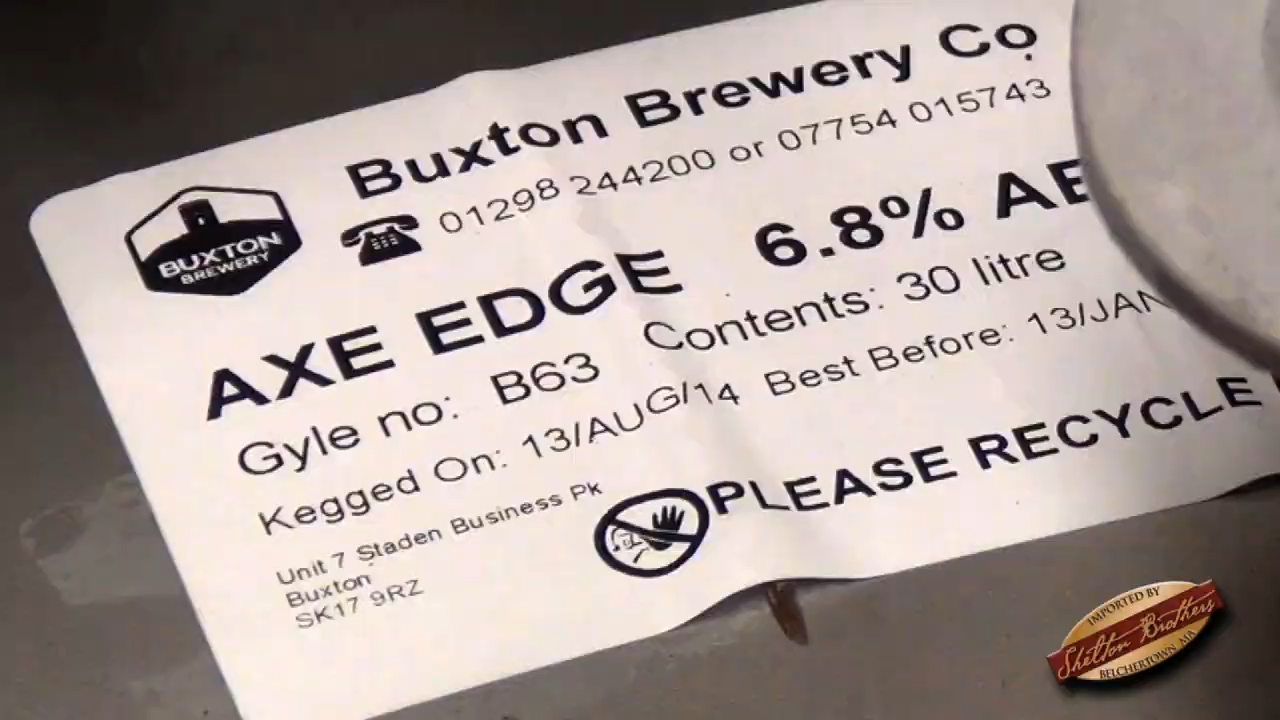 Buxton Brewery Co
01298 244200 or 07754 015743
BUXTON
BREWERY
AXE EDGE 6.8%
Gyle no: B63 Contents: 30 litre
Kegged On: 13/AUG/14 Best Before: 13/JAN
Unit 7 Staden Business Pk
Buxton
SK17 9RZ
PLEASE RECYCLE
IMPORTED BY
Shelton Brothers
BELCHERTOWN, MA